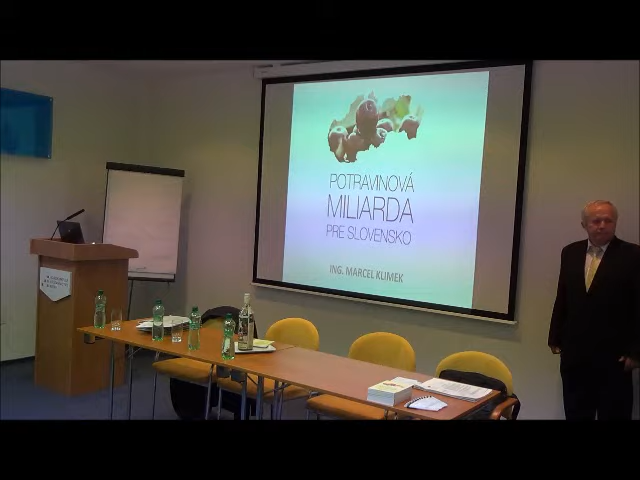 POTRAVINOVÁ
MILIARDA
PRE SLOVENSKO
ING. MARCEL KLIMEK